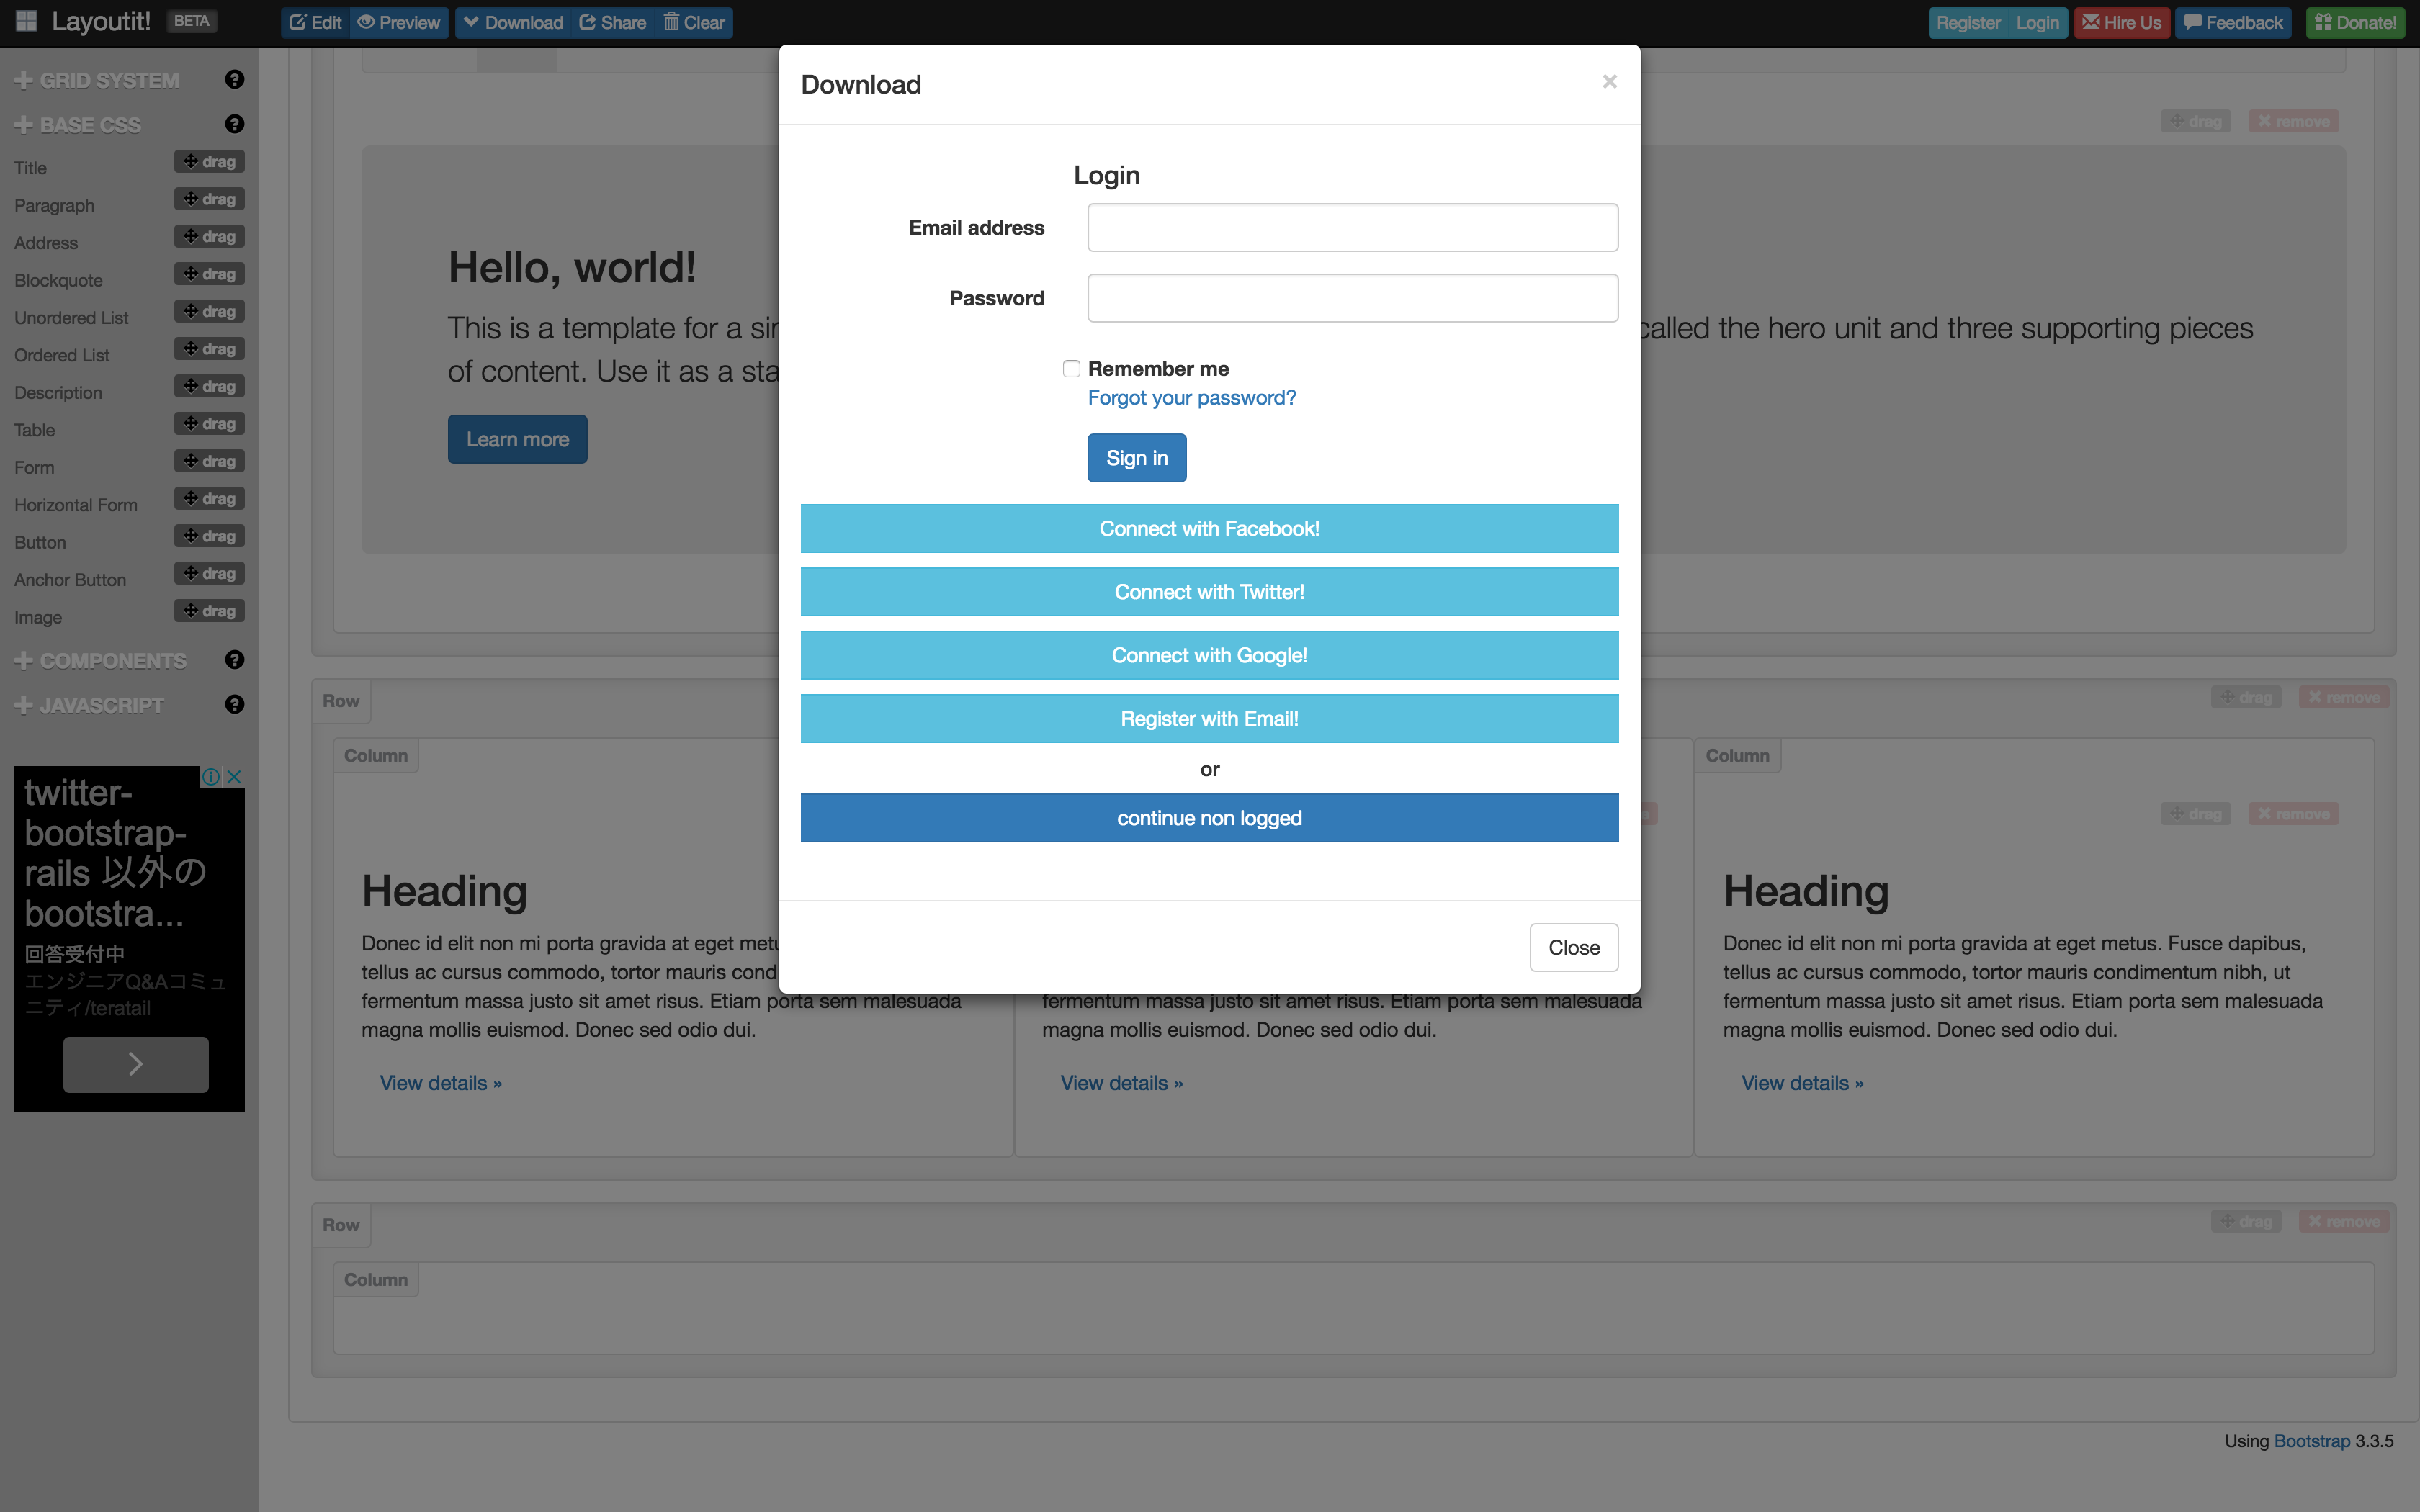 Layoutit! BETA Edit Preview Download Share Clear Register Login Hire Us Feedback Donate!
GRID SYSTEM
BASE CSS
Title drag
Paragraph drag
Address drag
Blockquote drag
Unordered List drag
Ordered List drag
Description drag
Table drag
Form drag
Horizontal Form drag
Button drag
Anchor Button drag
Image drag
COMPONENTS
JAVASCRIPT
twitter-
bootstrap-
rails 以外の
bootstra...
回答受付中
エンジニアQ&Aコミュ
ニティ/teratail
drag remove
Hello, world!
This is a template for a
called the hero unit and three supporting pieces
of content. Use it as a
Learn more
Download ×
Login
Email address
Password
Remember me
Forgot your password?
Sign in
Connect with Facebook!
Connect with Twitter!
Connect with Google!
Register with Email!
or
continue non logged
Close
Row drag remove
Column
Heading
Donec id elit non mi porta gravida at eget
tellus ac cursus commodo, tortor mauris
fermentum massa justo sit amet risus. Etiam porta sem malesuada
magna mollis euismod. Donec sed odio dui.
View details »
fermentum massa justo sit amet risus. Etiam porta sem malesuada
magna mollis euismod. Donec sed odio dui.
View details »
Column
drag remove
Heading
Donec id elit non mi porta gravida at eget metus. Fusce dapibus,
tellus ac cursus commodo, tortor mauris condimentum nibh, ut
fermentum massa justo sit amet risus. Etiam porta sem malesuada
magna mollis euismod. Donec sed odio dui.
View details »
Row drag remove
Column
Using Bootstrap 3.3.5